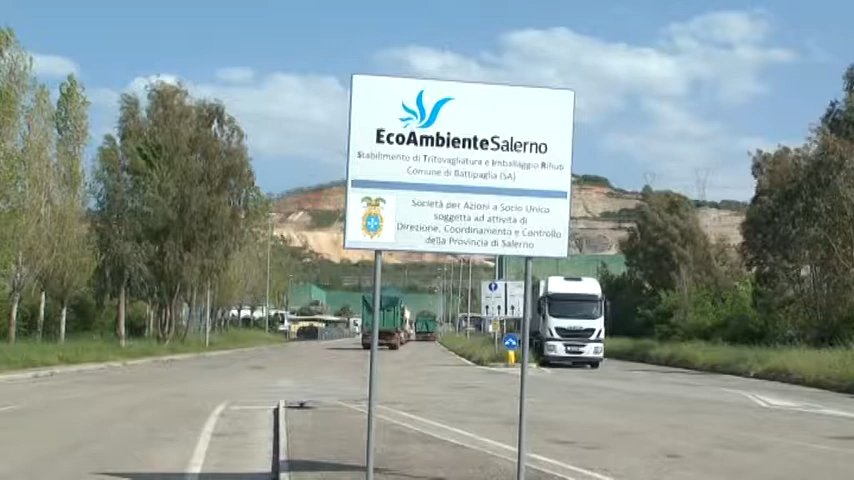 EcoAmbienteSalerno
Stabilimento di Tritovagliatura e Imballaggio Rifiuti
Comune di Battipaglia (SA)
Società per Azioni a Socio Unico
soggetta ad attività di
Direzione, Coordinamento e Controllo
della Provincia di Salerno